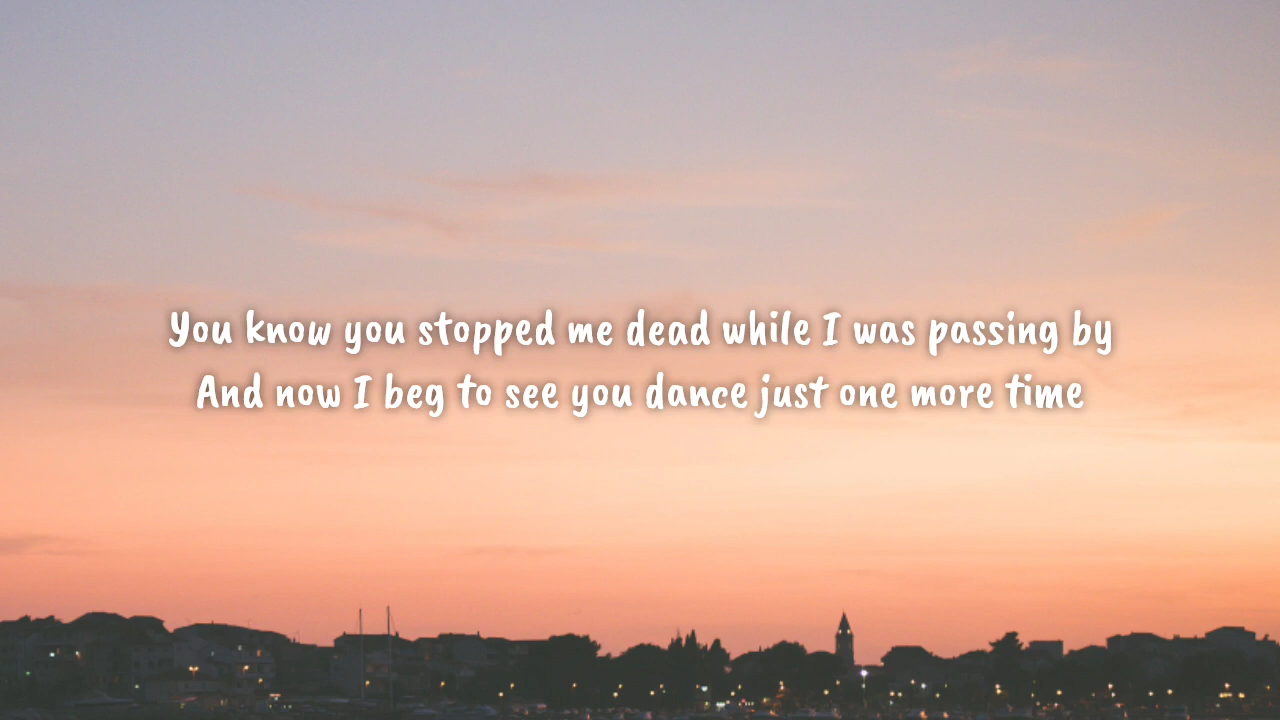 You know you stopped me dead while I was passing by
And now I beg to see you dance just one more time